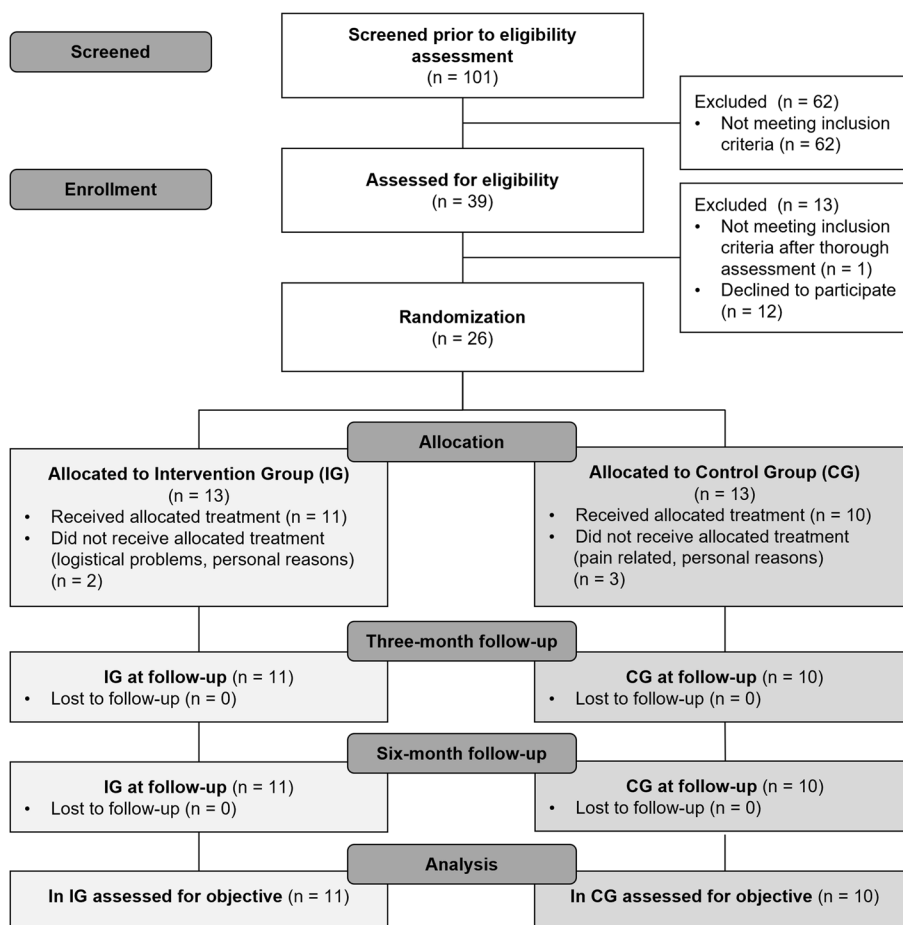 Screened
Screened prior to eligibility
assessment
(n = 101)
Excluded (n = 62)
• Not meeting inclusion
criteria (n = 62)
Enrollment
Assessed for eligibility
(n = 39)
Excluded (n = 13)
• Not meeting inclusion
criteria after thorough
assessment (n = 1)
• Declined to participate
(n = 12)
Randomization
(n = 26)
Allocation
Allocated to Intervention Group (IG)
(n = 13)
• Received allocated treatment (n = 11)
• Did not receive allocated treatment
(logistical problems, personal reasons)
(n = 2)
Allocated to Control Group (CG)
(n = 13)
• Received allocated treatment (n = 10)
• Did not receive allocated treatment
(pain related, personal reasons)
(n = 3)
Three-month follow-up
IG at follow-up (n = 11)
• Lost to follow-up (n = 0)
CG at follow-up (n = 10)
• Lost to follow-up (n = 0)
Six-month follow-up
IG at follow-up (n = 11)
• Lost to follow-up (n = 0)
CG at follow-up (n = 10)
• Lost to follow-up (n = 0)
Analysis
In IG assessed for objective (n = 11)
In CG assessed for objective (n = 10)